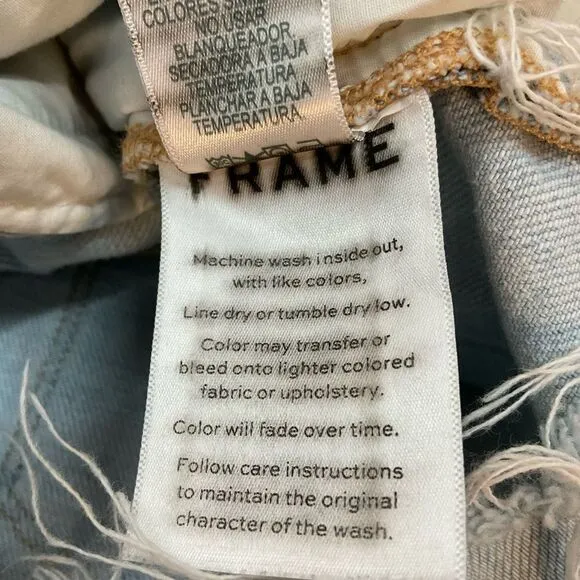 COLORES
NO USAR
BLANQUEADOR
SECADORA A BAJA
TEMPERATURA
PLANCHAR A BAJA
TEMPERATURA.
FRAME
Machine wash inside out,
with like colors,
Line dry or tumble dry low.
Color may transfer or
bleed onto lighter colored
fabric or upholstery.
Color will fade over time.
Follow care instructions
to maintain the original
character of the wash.